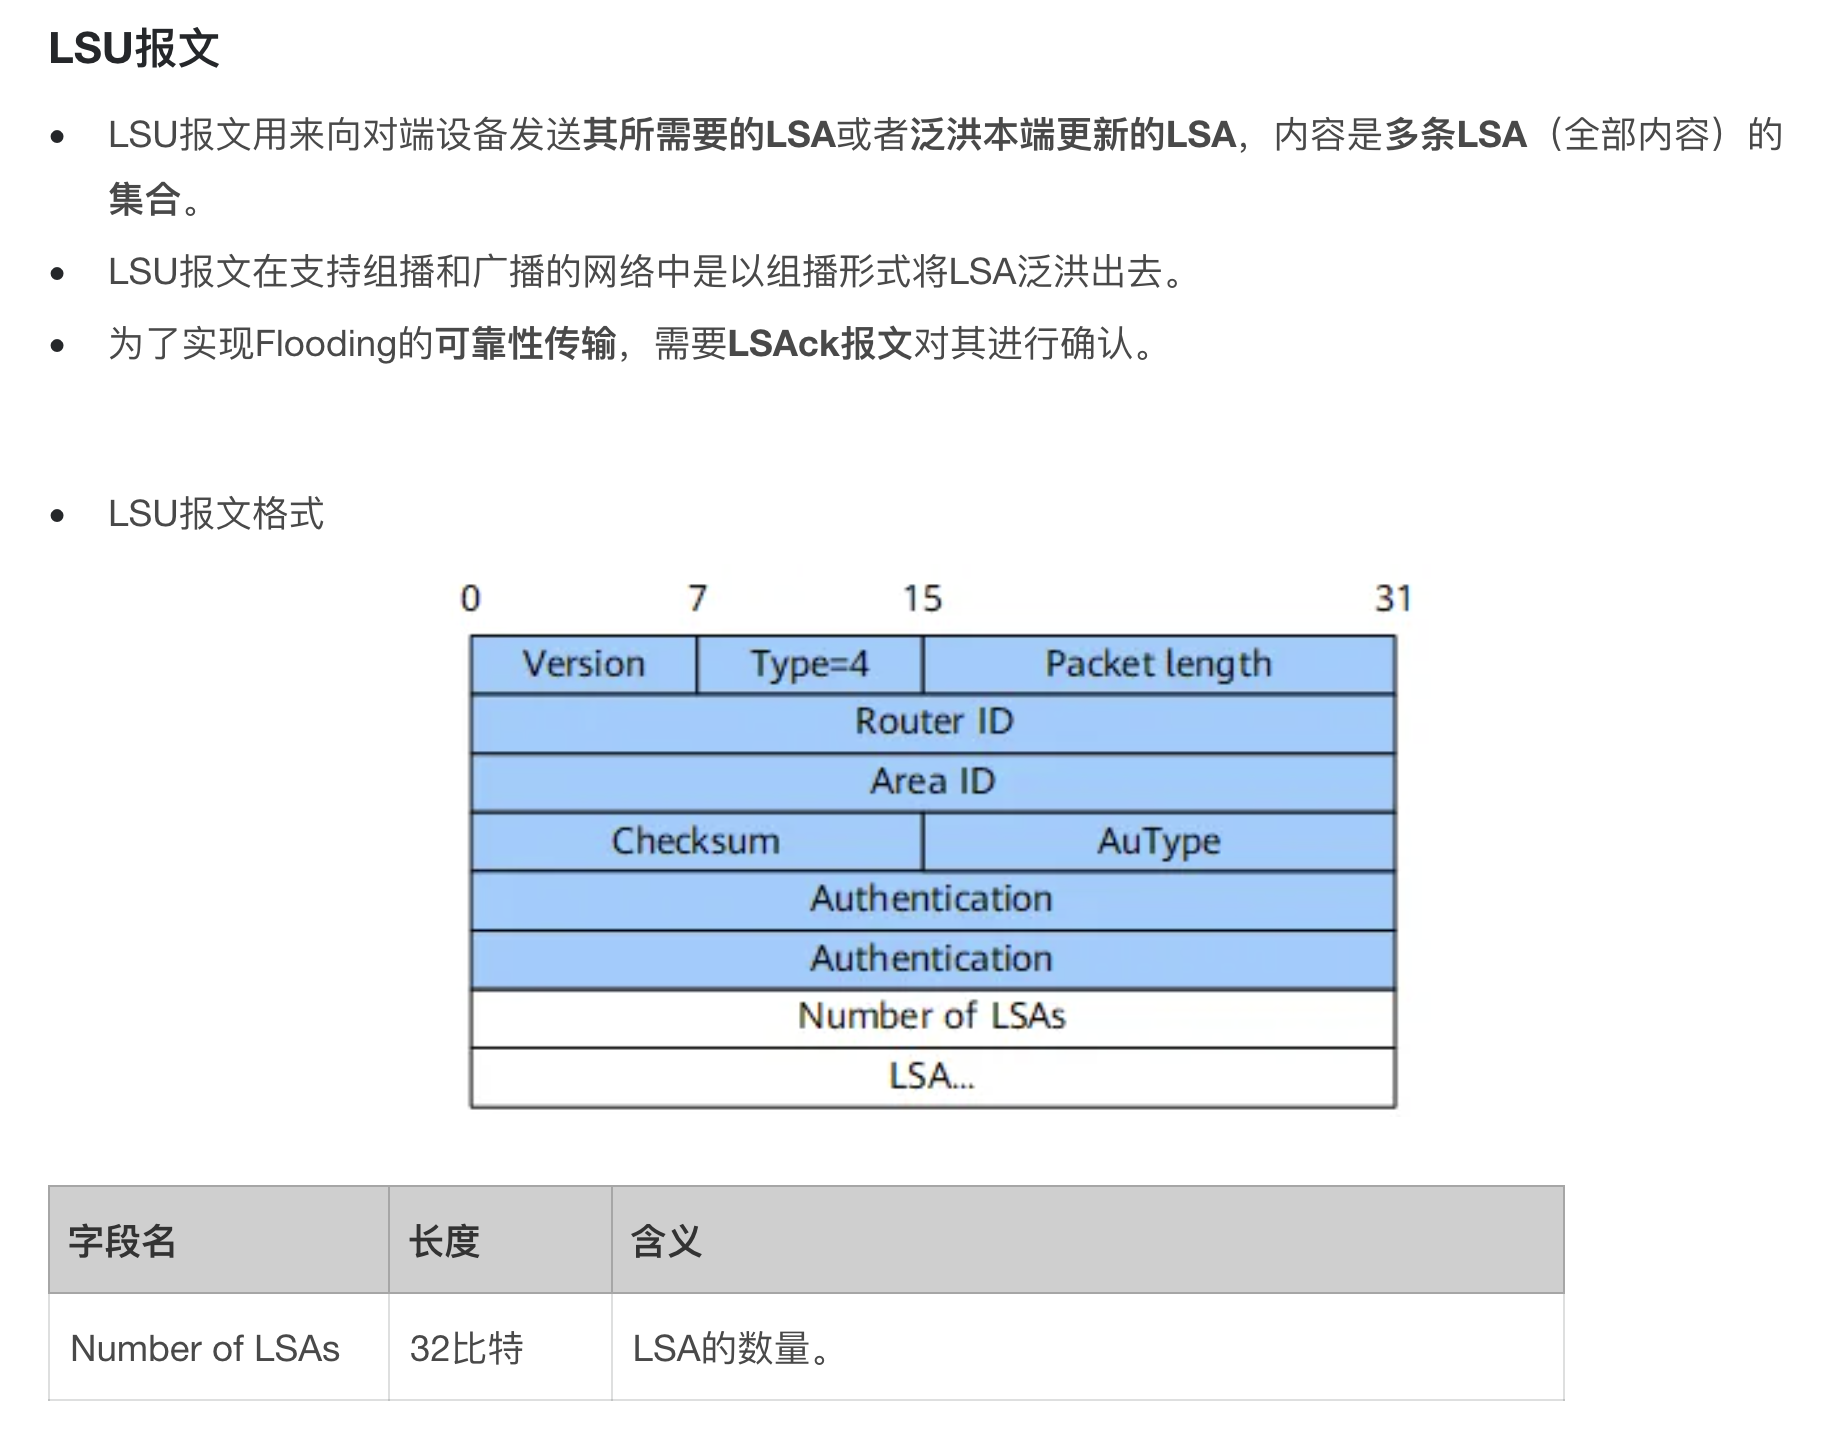 LSU报文
• LSU报文用来向对端设备发送其所需要的LSA或者泛洪本端更新的LSA，内容是多条LSA（全部内容）的
集合。
• LSU报文在支持组播和广播的网络中是以组播形式将LSA泛洪出去。
• 为了实现Flooding的可靠性传输，需要LSAck报文对其进行确认。
• LSU报文格式
0 7 15 31
Version Type=4 Packet length
Router ID
Area ID
Checksum AuType
Authentication
Authentication
Number of LSAs
LSA...
字段名 长度 含义
Number of LSAs 32比特 LSA的数量。